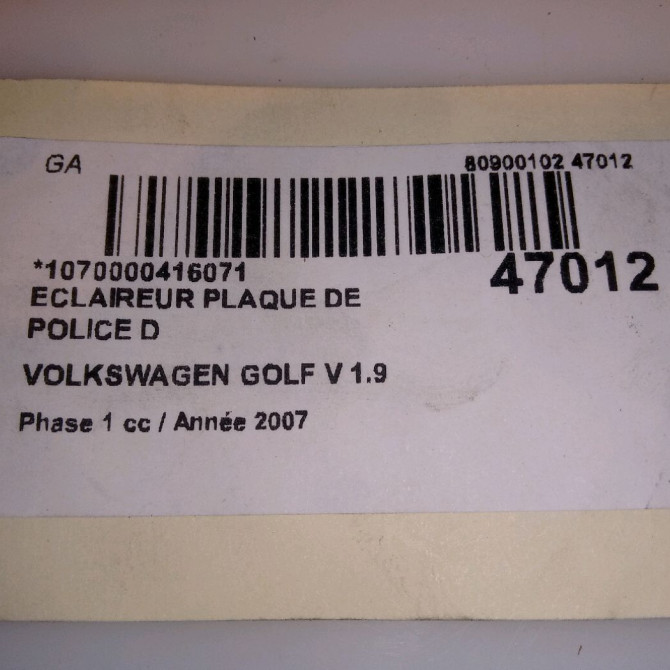 GA
80900102 47012
*1070000416071
47012
ECLAIREUR PLAQUE DE
POLICE D
VOLKSWAGEN GOLF V 1.9
Phase 1 cc / Année 2007